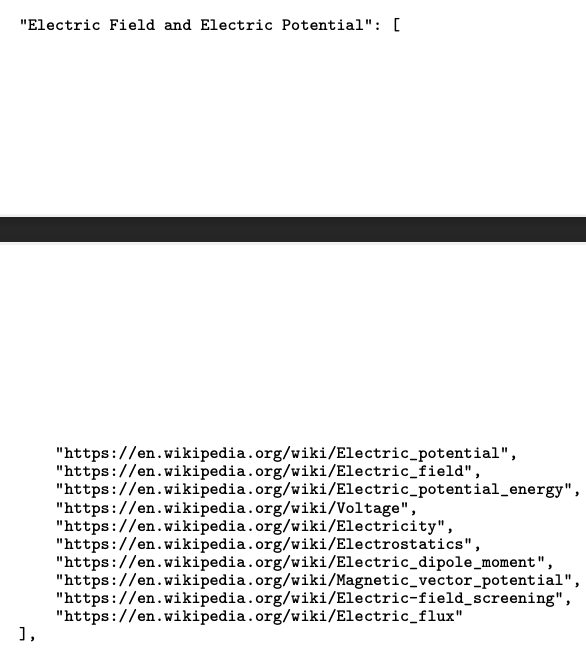 "Electric Field and Electric Potential": [
"https://en.wikipedia.org/wiki/Electric_potential",
"https://en.wikipedia.org/wiki/Electric_field",
"https://en.wikipedia.org/wiki/Electric_potential_energy",
"https://en.wikipedia.org/wiki/Voltage",
"https://en.wikipedia.org/wiki/Electricity",
"https://en.wikipedia.org/wiki/Electrostatics",
"https://en.wikipedia.org/wiki/Electric_dipole_moment",
"https://en.wikipedia.org/wiki/Magnetic_vector_potential",
"https://en.wikipedia.org/wiki/Electric-field_screening",
"https://en.wikipedia.org/wiki/Electric_flux"
],